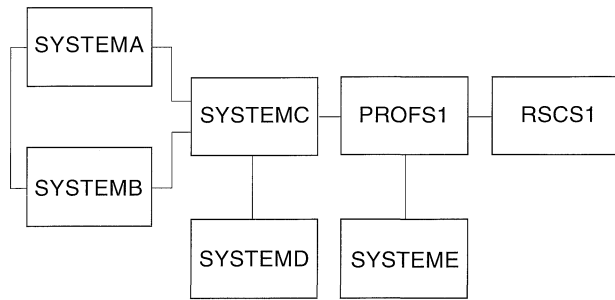 SYSTEMA
SYSTEMC
PROFS1
RSCS1
SYSTEMB
SYSTEMD
SYSTEME